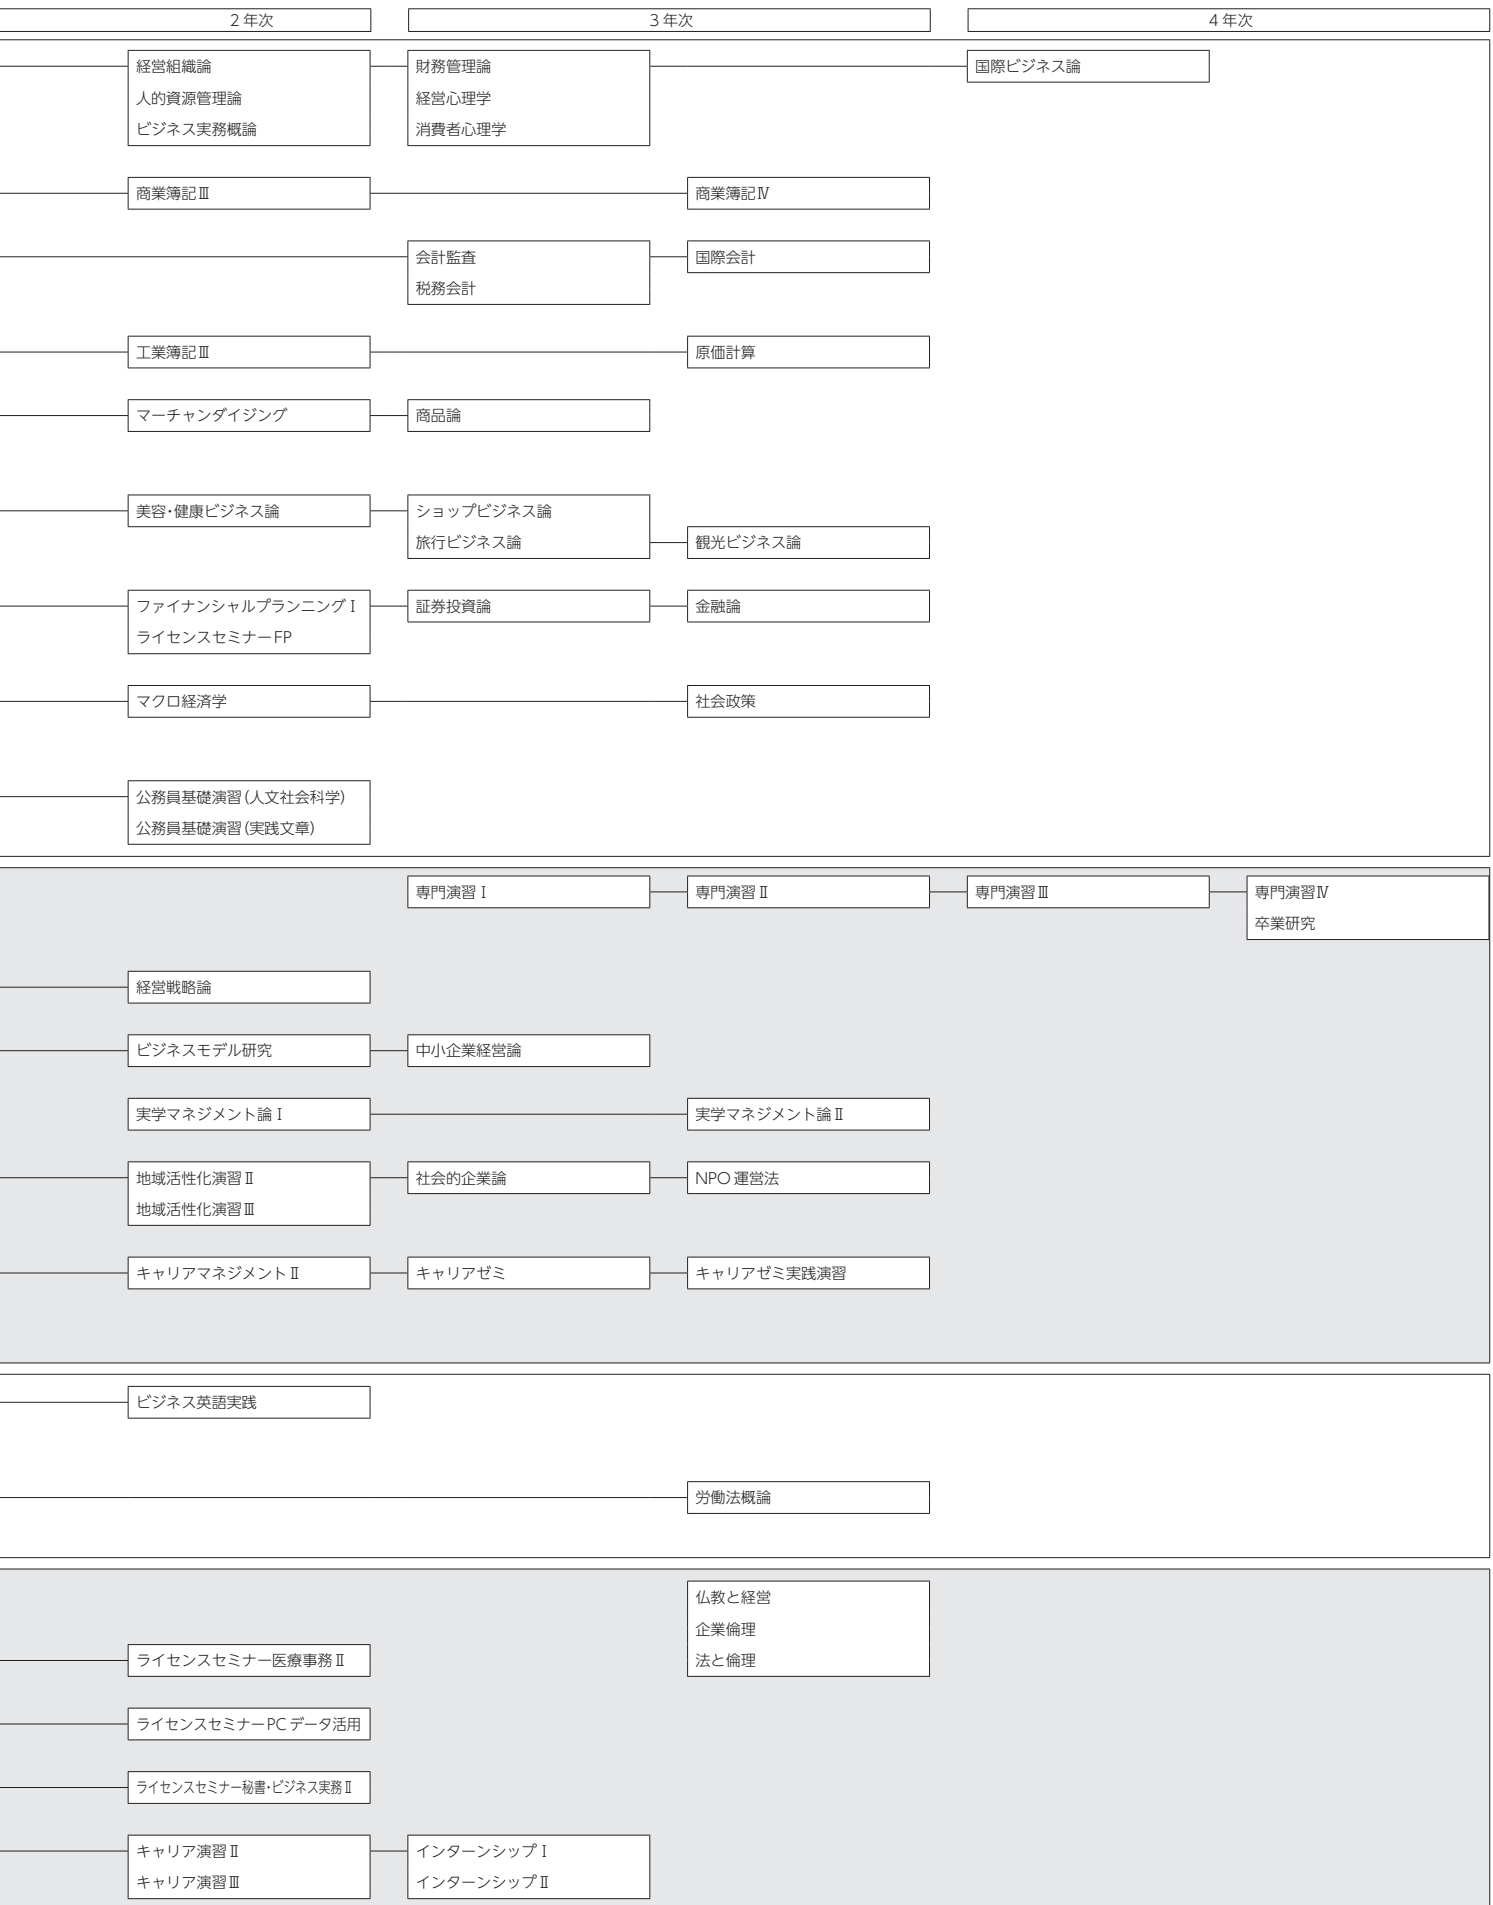 2年次
3年次
4年次
経営組織論
財務管理論
国際ビジネス論
人的資源管理論
経営心理学
ビジネス実務概論
消費者心理学
商業簿記Ⅲ
商業簿記Ⅳ
会計監査
国際会計
税務会計
工業簿記Ⅲ
原価計算
マーチャンダイジング
商品論
美容・健康ビジネス論
ショップビジネス論
旅行ビジネス論
観光ビジネス論
ファイナンシャルプランニングⅠ
証券投資論
金融論
ライセンスセミナーFP
マクロ経済学
社会政策
公務員基礎演習(人文社会科学)
公務員基礎演習(実践文章)
専門演習Ⅰ
専門演習Ⅱ
専門演習Ⅲ
専門演習Ⅳ
卒業研究
経営戦略論
ビジネスモデル研究
中小企業経営論
実学マネジメント論Ⅰ
実学マネジメント論Ⅱ
地域活性化演習Ⅱ
社会的企業論
NPO運営法
地域活性化演習Ⅲ
キャリアマネジメントⅡ
キャリアゼミ
キャリアゼミ実践演習
ビジネス英語実践
労働法概論
仏教と経営
企業倫理
法と倫理
ライセンスセミナー医療事務Ⅱ
ライセンスセミナーPCデータ活用
ライセンスセミナー秘書・ビジネス実務Ⅱ
キャリア演習Ⅱ
インターンシップⅠ
キャリア演習Ⅲ
インターンシップⅡ